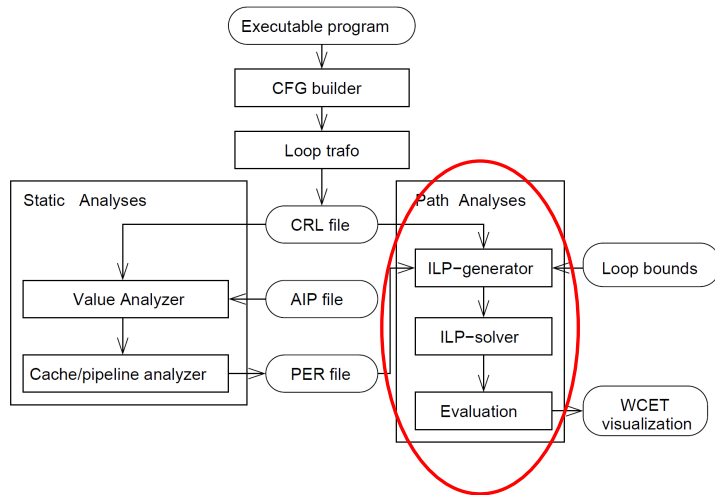 Executable program
CFG builder
Loop trafo
Static Analyses
Path Analyses
CRL file
ILP−generator
Loop bounds
Value Analyzer
AIP file
ILP−solver
Cache/pipeline analyzer
PER file
Evaluation
WCET
visualization